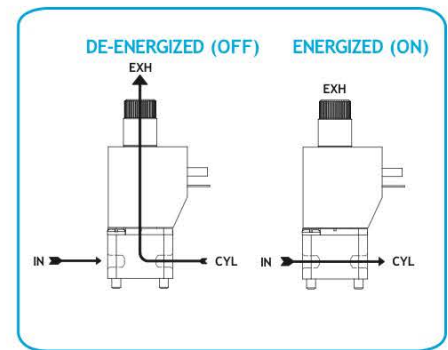 DE-ENERGIZED (OFF)
EXH
IN
CYL
ENERGIZED (ON)
EXH
IN
CYL